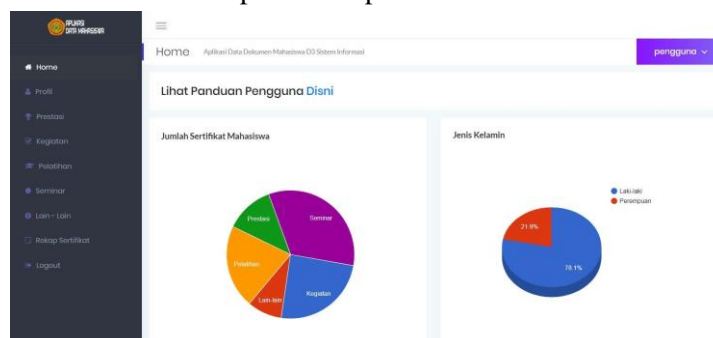 APLIKASI
DATA MAHASISWA
Home
Profil
Prestasi
Kegiatan
Pelatihan
Seminar
Lain - Lain
Rekap Sertifikat
Logout
Home Aplikasi Data Dokumen Mahasiswa D3 Sistem Informasi
pengguna
Lihat Panduan Pengguna Disni
Jumlah Sertifikat Mahasiswa
Prestasi
Seminar
Pelatihan
Lain-lain
Kegiatan
Jenis Kelamin
Laki-laki
Perempuan
21.9%
78.1%